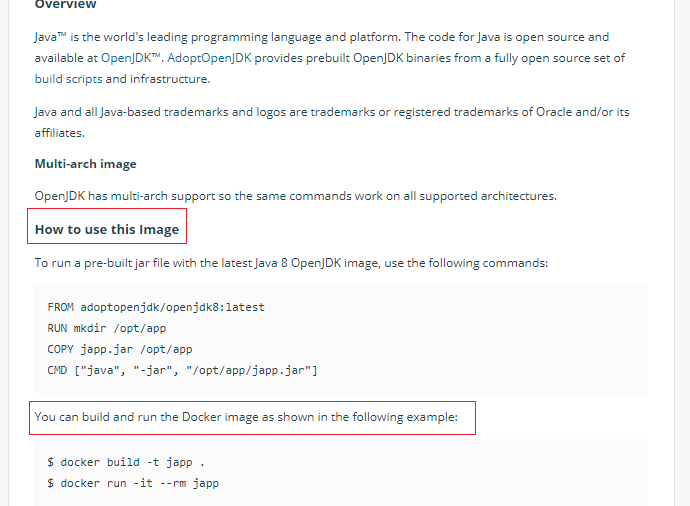 Overview
Java™ is the world's leading programming language and platform. The code for Java is open source and
available at OpenJDK™. AdoptOpenJDK provides prebuilt OpenJDK binaries from a fully open source set of
build scripts and infrastructure.
Java and all Java-based trademarks and logos are trademarks or registered trademarks of Oracle and/or its
affiliates.
Multi-arch image
OpenJDK has multi-arch support so the same commands work on all supported architectures.
How to use this Image
To run a pre-built jar file with the latest Java 8 OpenJDK image, use the following commands:
FROM adoptopenjdk/openjdk8:latest
RUN mkdir /opt/app
COPY japp.jar /opt/app
CMD ["java", "-jar", "/opt/app/japp.jar"]
You can build and run the Docker image as shown in the following example:
$ docker build -t japp .
$ docker run -it --rm japp